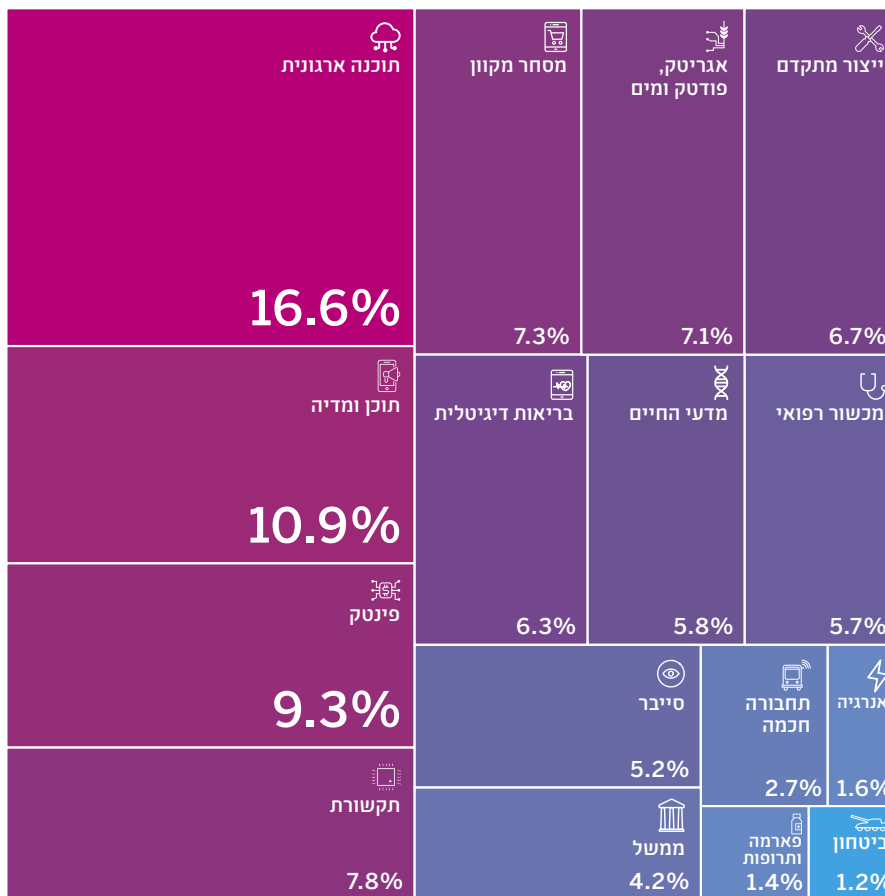 תוכנה ארגונית
16.6%
מסחר מקוון
7.3%
אגריטק,
פודטק ומים
7.1%
ייצור מתקדם
6.7%
תוכן ומדיה
10.9%
בריאות דיגיטלית
6.3%
מדעי החיים
5.8%
מכשור רפואי
5.7%
פינטק
9.3%
סייבר
5.2%
תחבורה
חכמה
2.7%
אנרגיה
1.6%
תקשורת
7.8%
ממשל
4.2%
פארמה
ותרופות
1.4%
ביטחון
1.2%